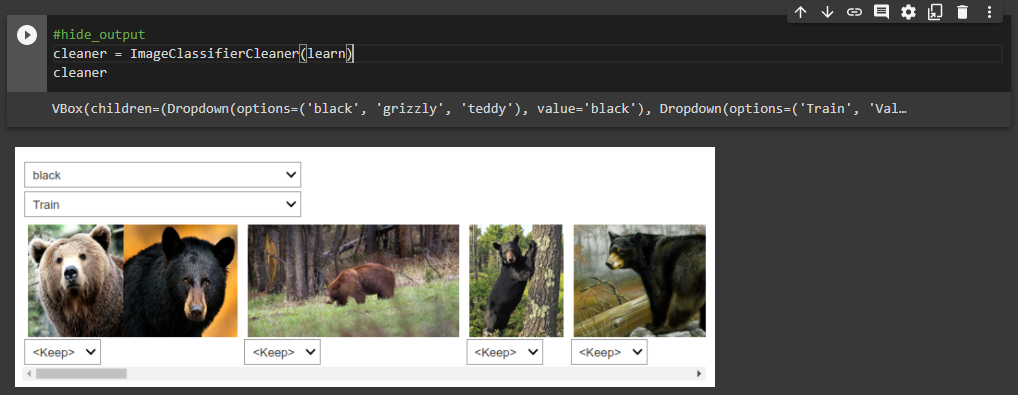 #hide_output
cleaner = ImageClassifierCleaner(learn)
cleaner
VBox(children=(Dropdown(options=('black', 'grizzly', 'teddy'), value='black'), Dropdown(options=('Train', 'Val…
black
Train
<Keep> <Keep> <Keep> <Keep>